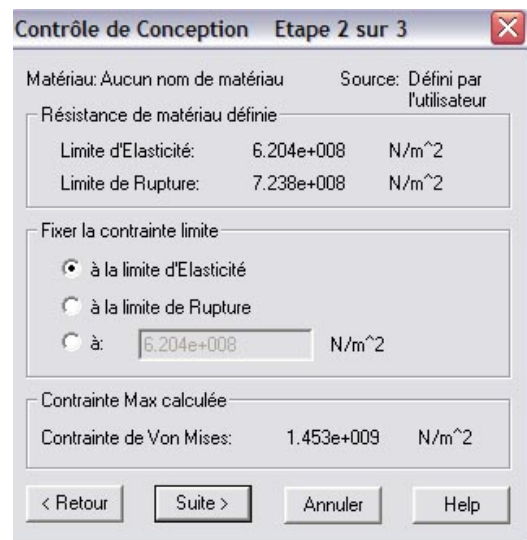 Contrôle de Conception Etape 2 sur 3
Matériau: Aucun nom de matériau Source: Défini par
l'utilisateur
Résistance de matériau définie
Limite d'Elasticité: 6.204e+008 N/m^2
Limite de Rupture: 7.238e+008 N/m^2
Fixer la contrainte limite
à la limite d'Elasticité
à la limite de Rupture
à: 6.204e+008 N/m^2
Contrainte Max calculée
Contrainte de Von Mises: 1.453e+009 N/m^2
< Retour Suite > Annuler Help